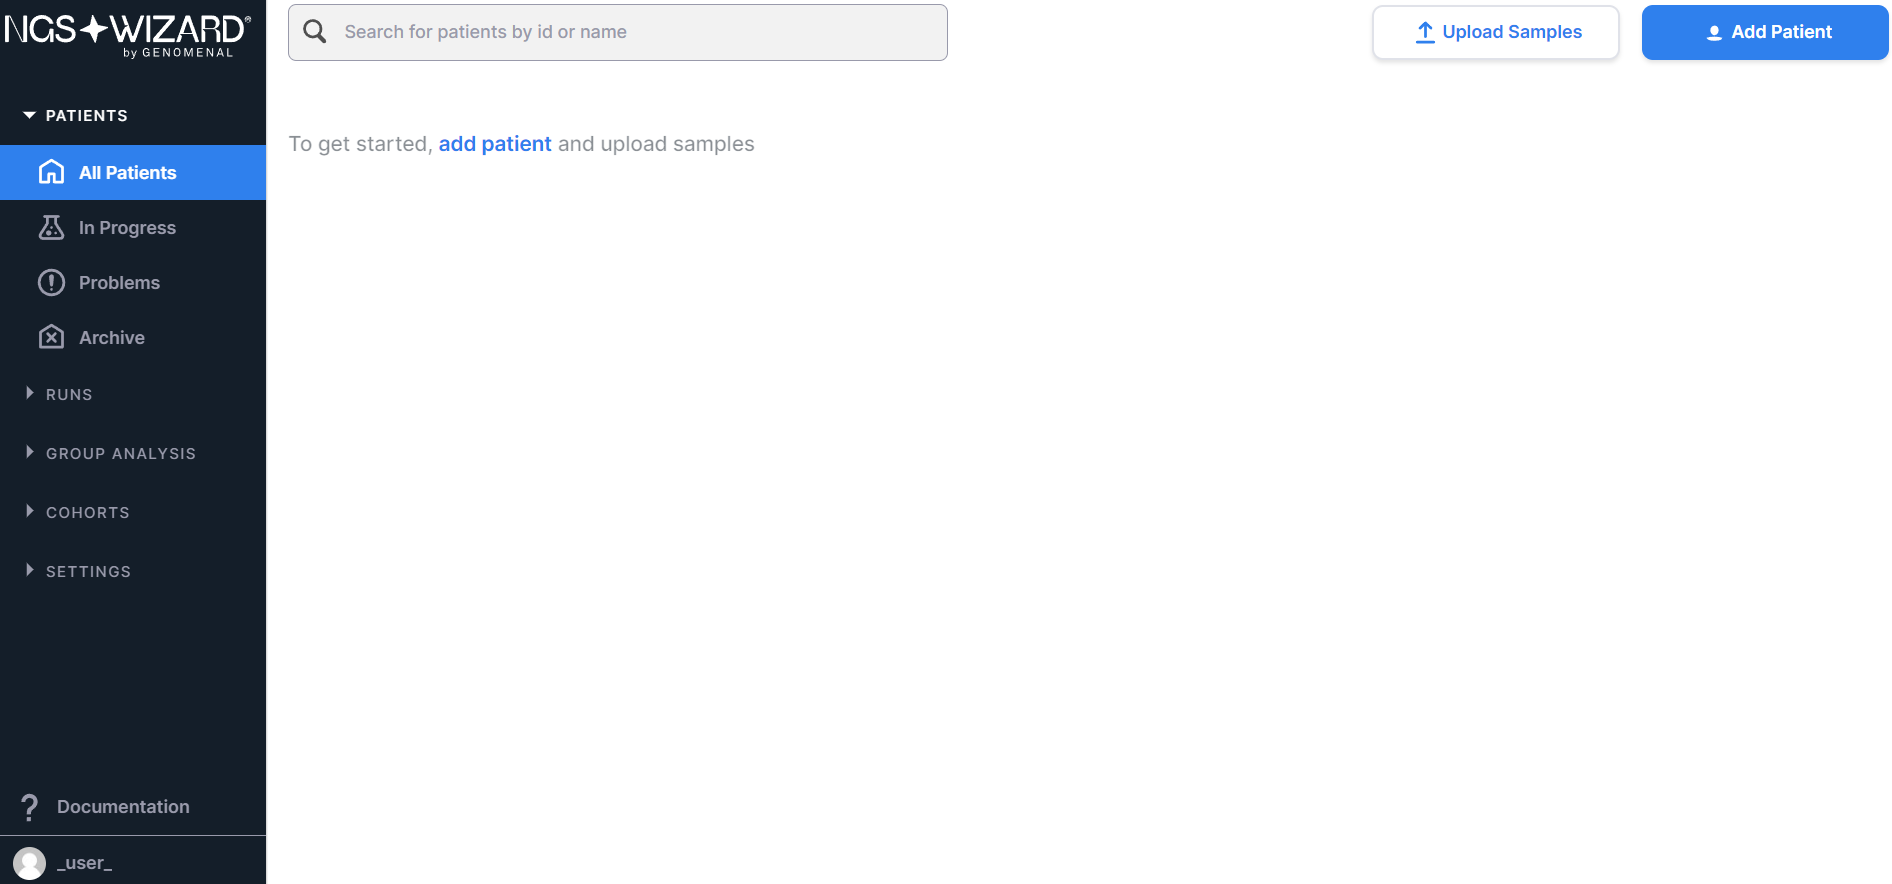 NGS WIZARD®
by GENOMENAL
PATIENTS
All Patients
In Progress
Problems
Archive
RUNS
GROUP ANALYSIS
COHORTS
SETTINGS
Documentation
_user_
Search for patients by id or name
Upload Samples
Add Patient
To get started, add patient and upload samples